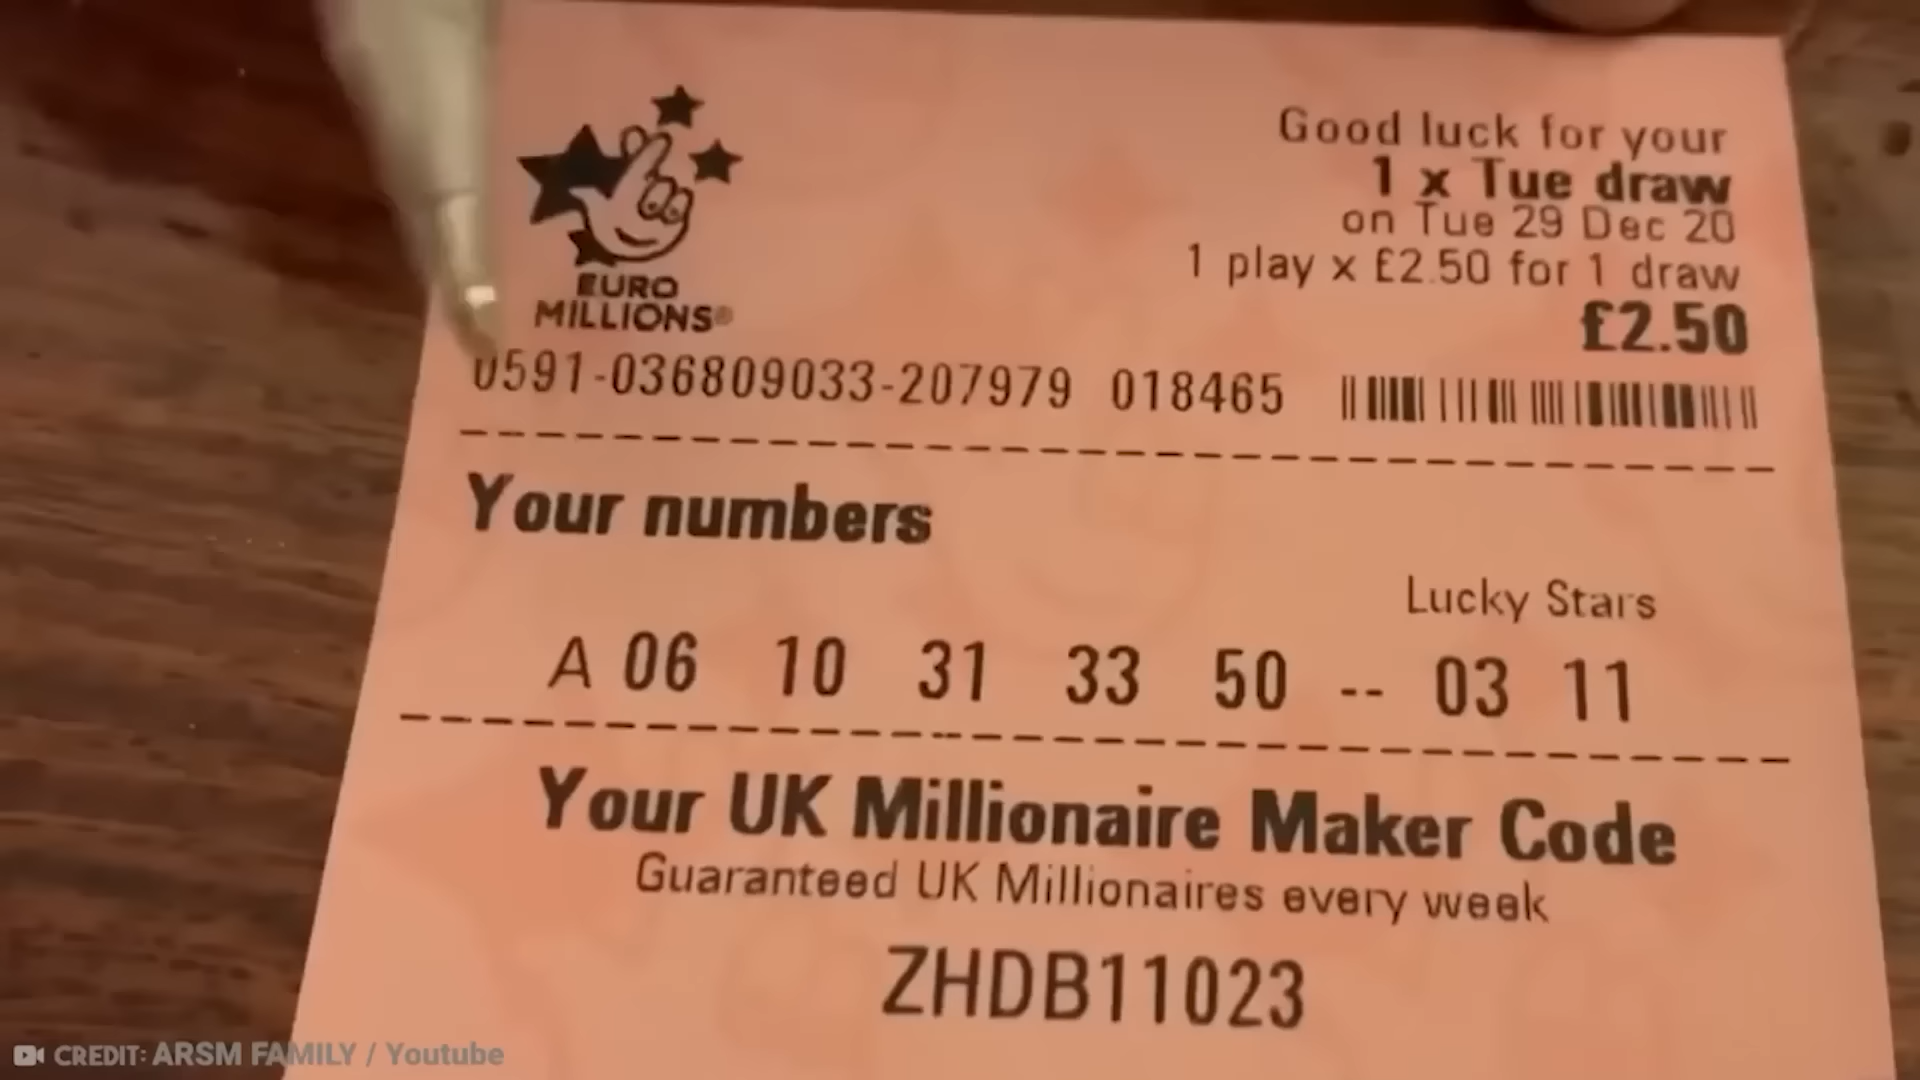 EURO
MILLIONS®
Good luck for your
1 x Tue draw
on Tue 29 Dec 20
1 play x £2.50 for 1 draw
£2.50
0591-036809033-207979 018465
Your numbers
Lucky Stars
A 06 10 31 33 50 -- 03 11
Your UK Millionaire Maker Code
Guaranteed UK Millionaires every week
ZHDB11023
CREDIT: ARSM FAMILY / Youtube